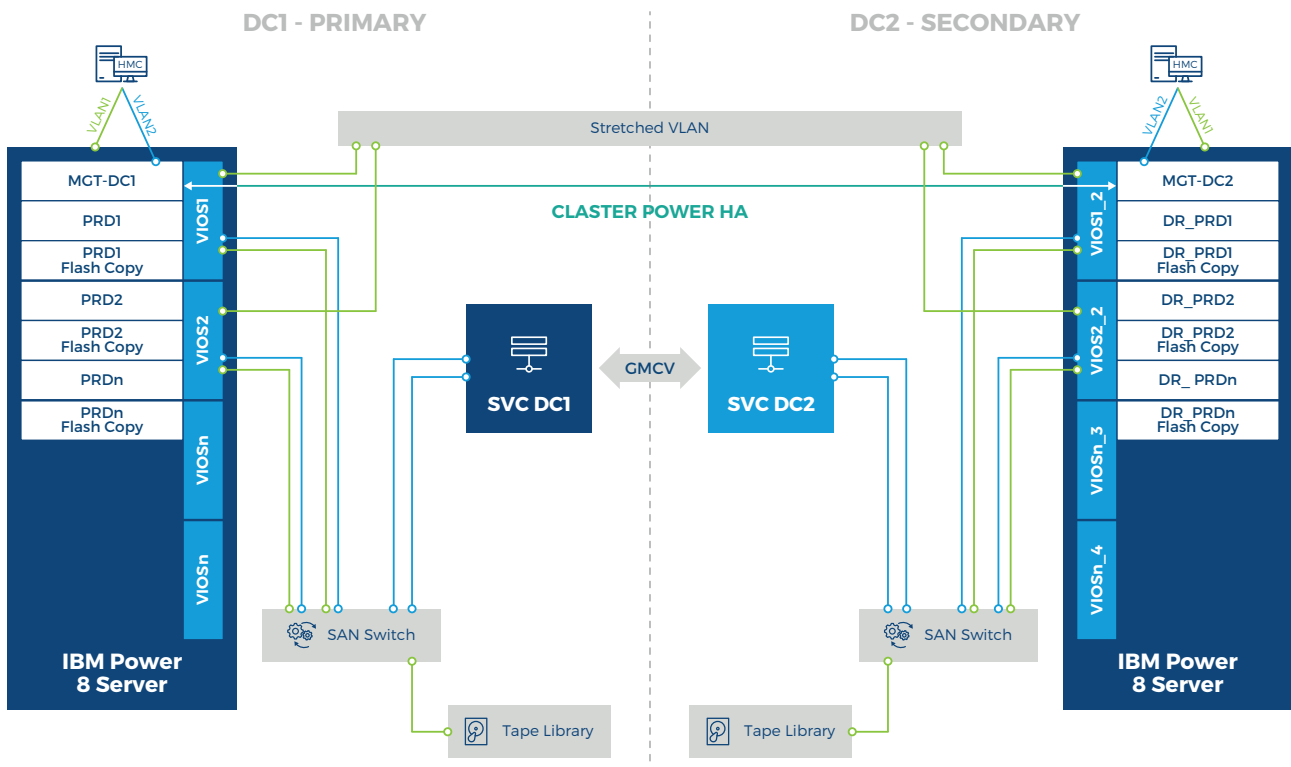 DC1 - PRIMARY
DC2 - SECONDARY
HMC
VLAN1
VLAN2
HMC
VLAN2
VLAN1
Stretched VLAN
CLASTER POWER HA
MGT-DC1
PRD1
PRD1
Flash Copy
PRD2
PRD2
Flash Copy
PRDn
PRDn
Flash Copy
VIOS1
VIOS2
VIOSn
VIOSn
IBM Power
8 Server
SVC DC1
GMCV
SVC DC2
SAN Switch
Tape Library
SAN Switch
Tape Library
VIOS1_2
VIOS2_2
VIOSn_3
VIOSn_4
MGT-DC2
DR_PRD1
DR_PRD1
Flash Copy
DR_PRD2
DR_PRD2
Flash Copy
DR_ PRDn
DR_PRDn
Flash Copy
IBM Power
8 Server